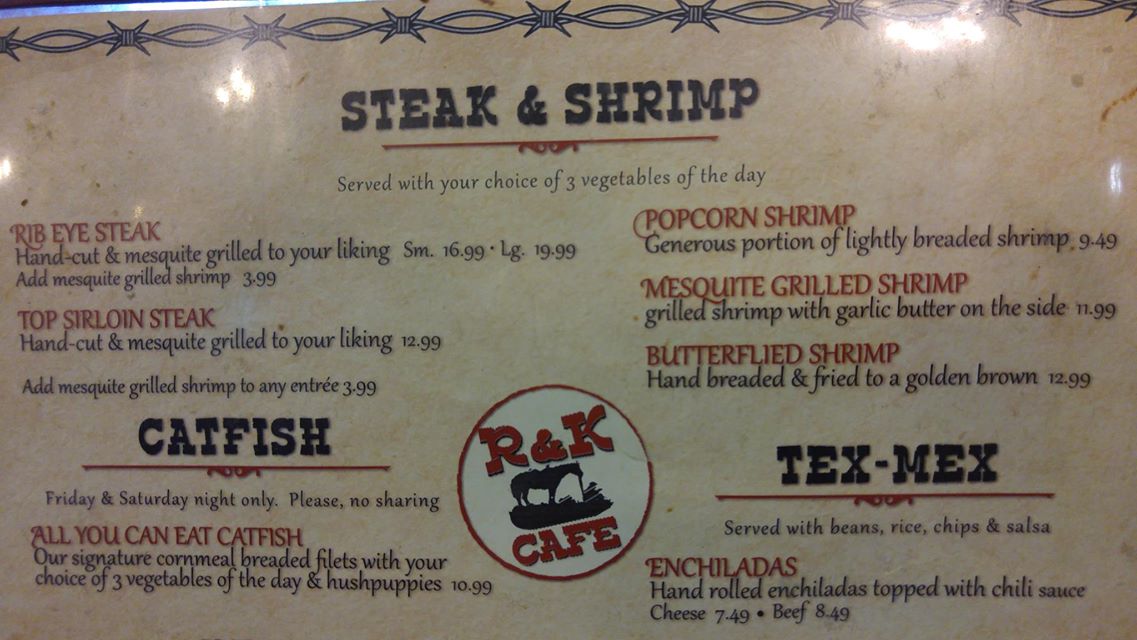 STEAK & SHRIMP
Served with your choice of 3 vegetables of the day
RIB EYE STEAK
Hand-cut & mesquite grilled to your liking Sm. 16.99 · Lg. 19.99
Add mesquite grilled shrimp 3.99
TOP SIRLOIN STEAK
Hand-cut & mesquite grilled to your liking 12.99
Add mesquite grilled shrimp to any entrée 3.99
POPCORN SHRIMP
Generous portion of lightly breaded shrimp 9.49
MESQUITE GRILLED SHRIMP
grilled shrimp with garlic butter on the side 11.99
BUTTERFLIED SHRIMP
Hand breaded & fried to a golden brown 12.99
CATFISH
Friday & Saturday night only. Please, no sharing
ALL YOU CAN EAT CATFISH
Our signature cornmeal breaded filets with your
choice of 3 vegetables of the day & hushpuppies 10.99
R & K
CAFE
TEX-MEX
Served with beans, rice, chips & salsa
ENCHILADAS
Hand rolled enchiladas topped with chili sauce
Cheese 7.49 • Beef 8.49